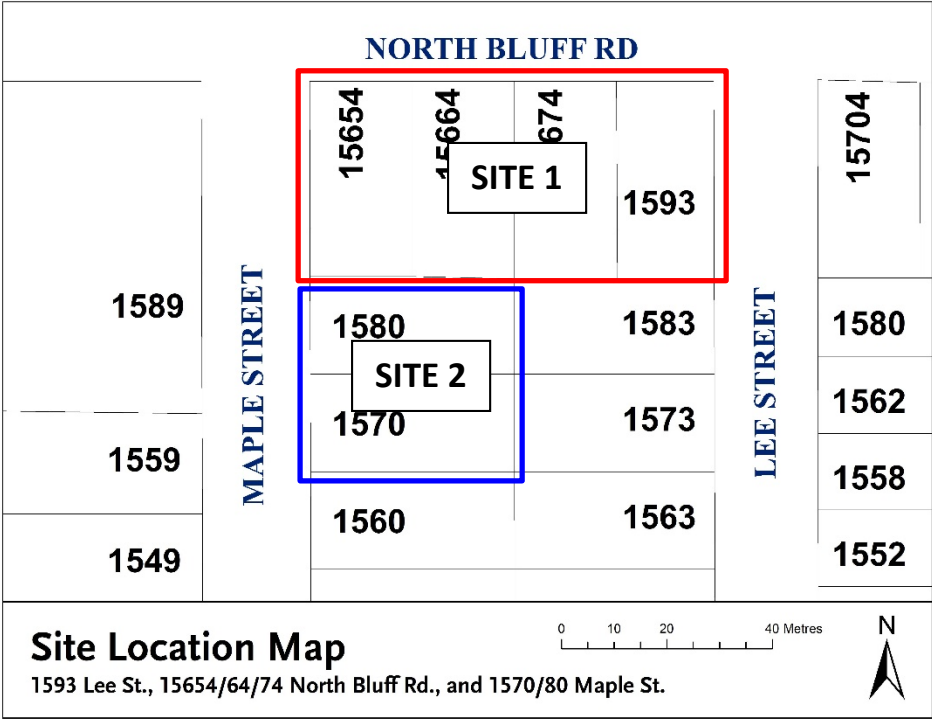 NORTH BLUFF RD
15654
15664
674
15704
SITE 1
1593
MAPLE STREET
LEE STREET
1589
1580
1583
1580
SITE 2
1562
1570
1573
1559
1558
1560
1563
1549
1552
Site Location Map
1593 Lee St., 15654/64/74 North Bluff Rd., and 1570/80 Maple St.
0 10 20 40 Metres
N